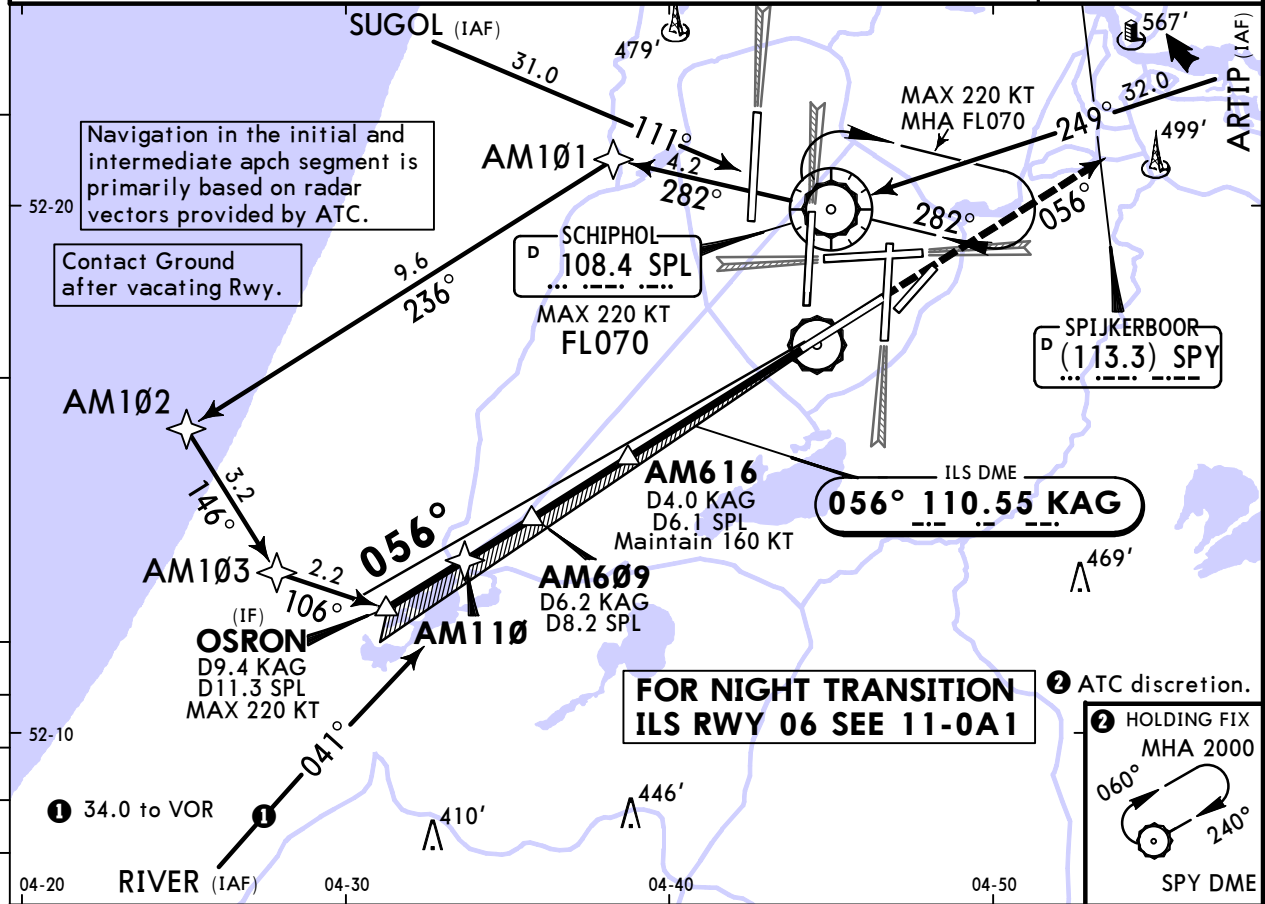 SUGOL (IAF)
479'
567'
ARTIP (IAF)
31.0
32.0
MAX 220 KT
MHA FL070
249°
499'
111°
Navigation in the initial and
intermediate apch segment is
primarily based on radar
vectors provided by ATC.
AM1Ø1
4.2
282°
52-20
282°
056°
SCHIPHOL
D 108.4 SPL
MAX 220 KT
FL070
Contact Ground
after vacating Rwy.
9.6
236°
SPIJKERBOOR
D (113.3) SPY
AM1Ø2
3.2
146°
AM616
D4.0 KAG
D6.1 SPL
Maintain 160 KT
ILS DME
056° 110.55 KAG
056°
AM1Ø3
2.2
106°
AM6Ø9
D6.2 KAG
D8.2 SPL
469'
(IF)
OSRON
D9.4 KAG
D11.3 SPL
MAX 220 KT
AM11Ø
FOR NIGHT TRANSITION
ILS RWY 06 SEE 11-0A1
2 ATC discretion.
52-10
041°
2 HOLDING FIX
MHA 2000
060°
240°
SPY DME
1 34.0 to VOR
1
410'
446'
RIVER (IAF)
04-20
04-30
04-40
04-50